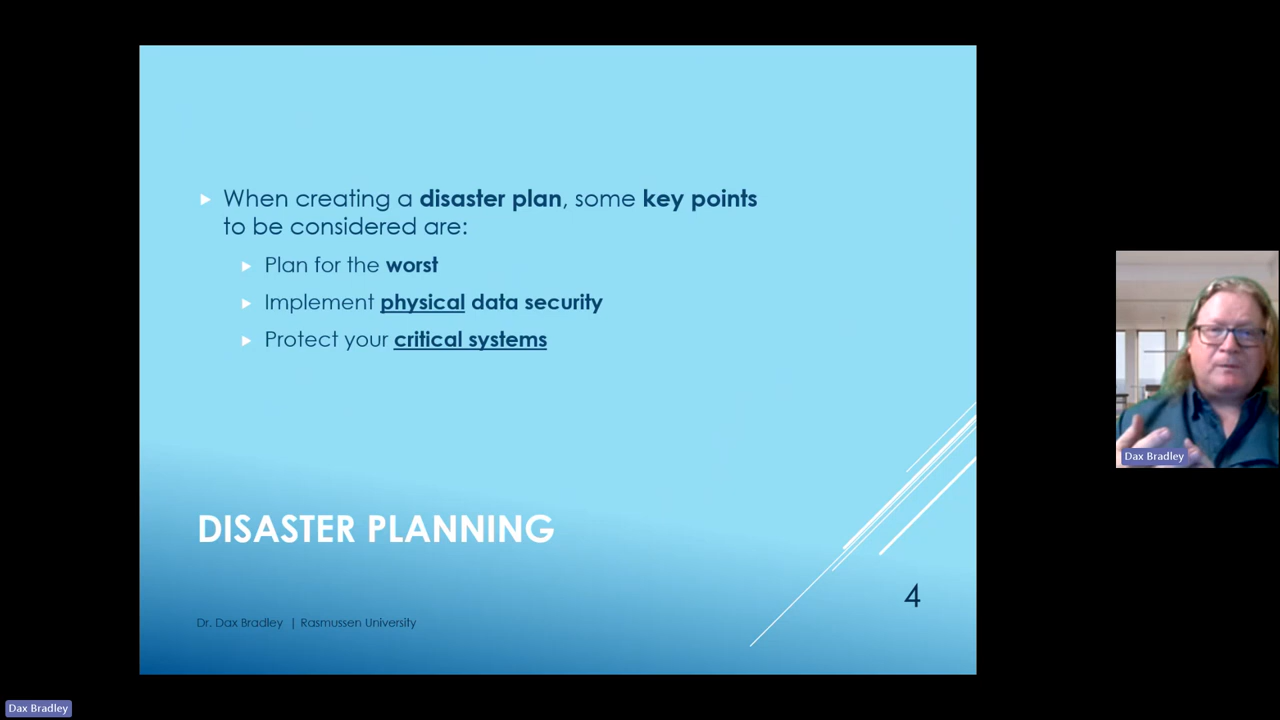 When creating a disaster plan, some key points
to be considered are:
Plan for the worst
Implement physical data security
Protect your critical systems
DISASTER PLANNING
4
Dr. Dax Bradley | Rasmussen University
Dax Bradley
Dax Bradley